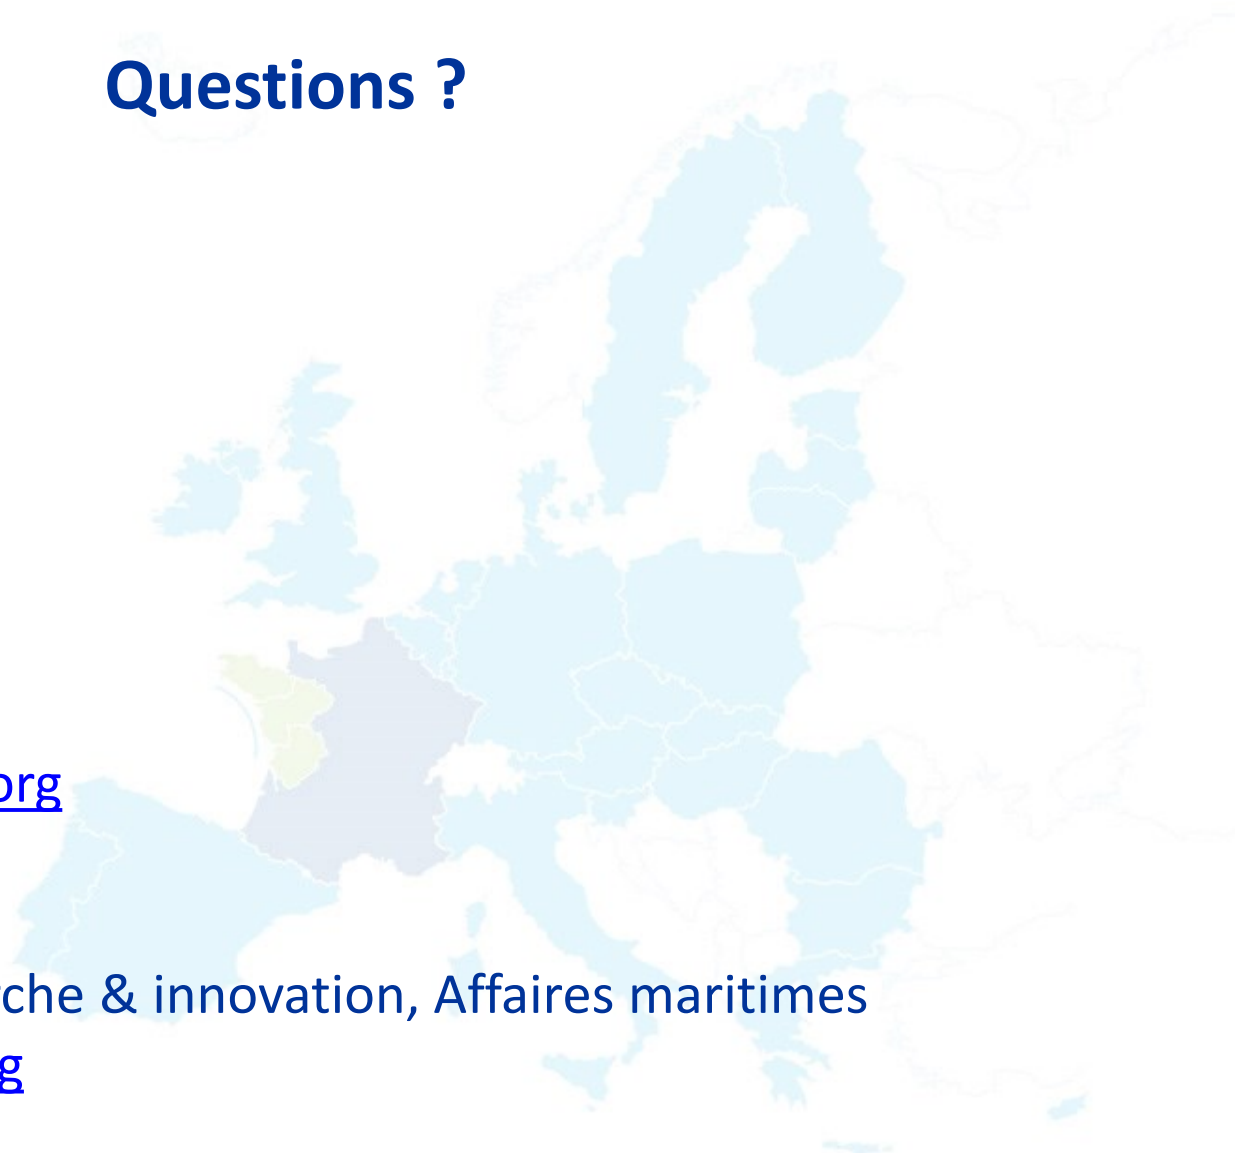 Questions ?
org
che & innovation, Affaires maritimes
g